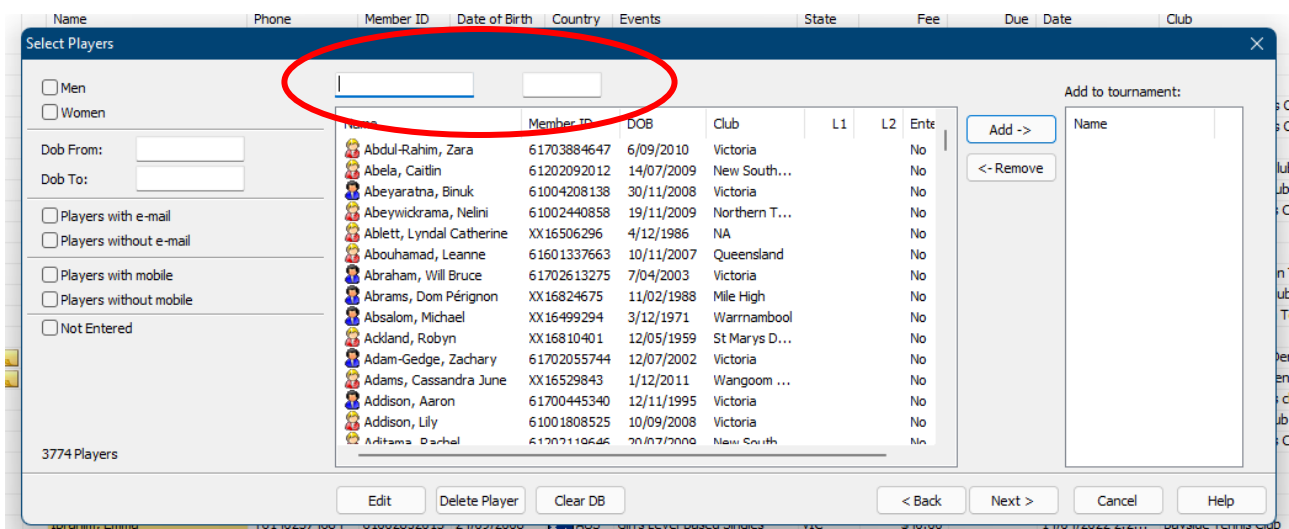 Name Phone Member ID Date of Birth Country Events State Fee Due Date Club
Select Players
Men
Women
Dob From:
Dob To:
Players with e-mail
Players without e-mail
Players with mobile
Players without mobile
Not Entered
3774 Players
Name Member ID DOB Club L1 L2 Ente
Abdul-Rahim, Zara 61703884647 6/09/2010 Victoria No
Abela, Caitlin 61202092012 14/07/2009 New South... No
Abeyaratna, Binuk 61004208138 30/11/2008 Victoria No
Abeywickrama, Nelini 61002440858 19/11/2009 Northern T... No
Ablett, Lyndal Catherine XX16506296 4/12/1986 NA No
Abouhamad, Leanne 61601337663 10/11/2007 Queensland No
Abraham, Will Bruce 61702613275 7/04/2003 Victoria No
Abrams, Dom Pérignon XX16824675 11/02/1988 Mile High No
Absalom, Michael XX16499294 3/12/1971 Warrnambool No
Ackland, Robyn XX16810401 12/05/1959 St Marys D... No
Adam-Gedge, Zachary 61702055744 12/07/2002 Victoria No
Adams, Cassandra June XX16529843 1/12/2011 Wangoom ... No
Addison, Aaron 61700445340 12/11/1995 Victoria No
Addison, Lily 61001808525 10/09/2008 Victoria No
Aditama, Rachel 61202119646 20/07/2009 New South No
Add ->
<- Remove
Add to tournament:
Name
Edit Delete Player Clear DB < Back Next > Cancel Help